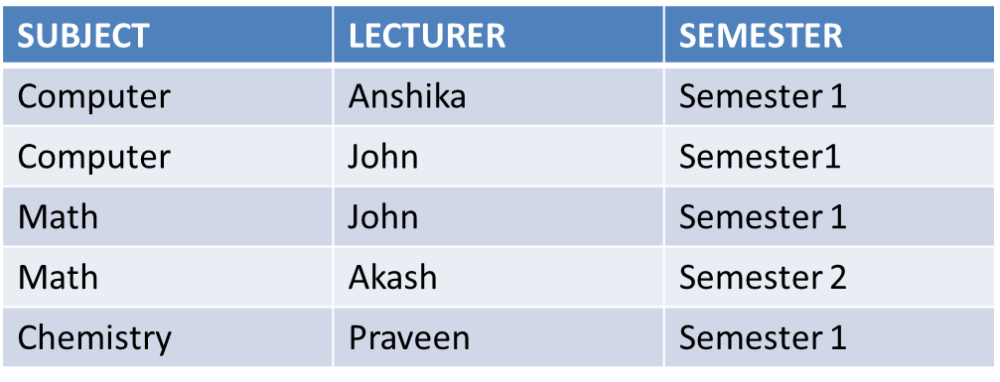 SUBJECT LECTURER SEMESTER
Computer Anshika Semester 1
Computer John Semester1
Math John Semester 1
Math Akash Semester 2
Chemistry Praveen Semester 1